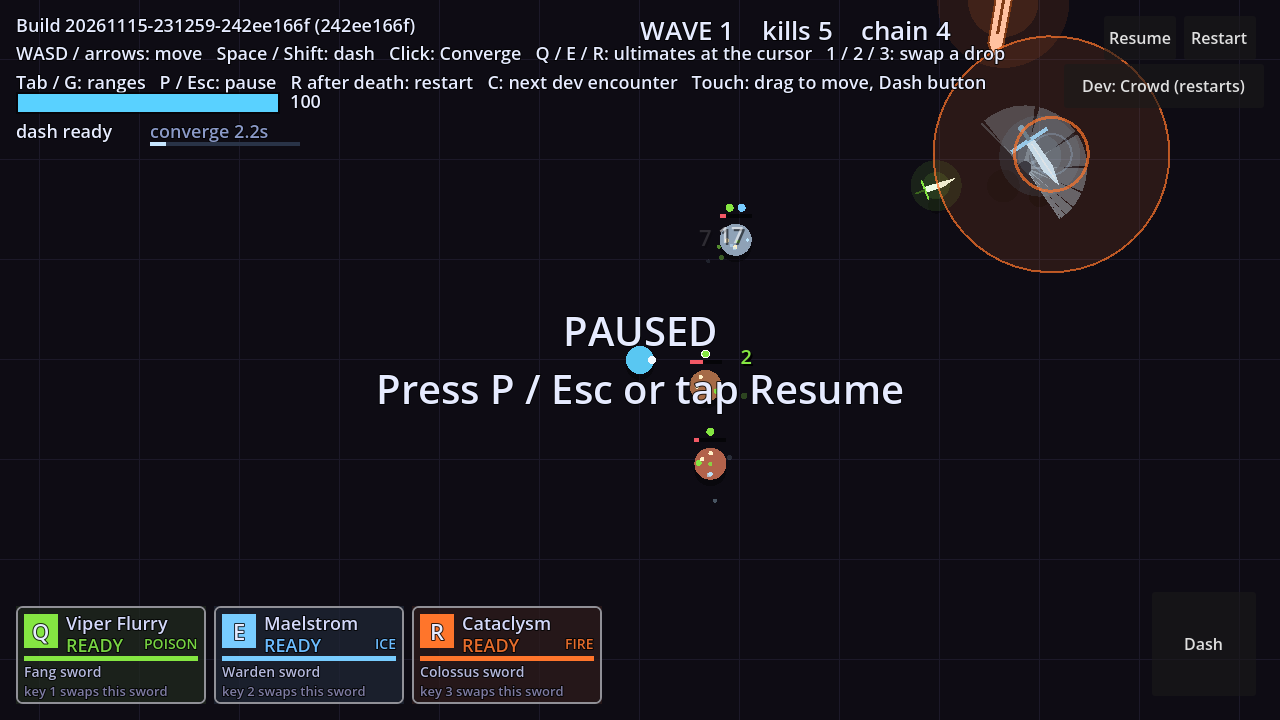 Build 20261115-231259-242ee166f (242ee166f)
WAVE 1 kills 5 chain 4
Resume
Restart
WASD / arrows: move Space / Shift: dash Click: Converge Q / E / R: ultimates at the cursor 1 / 2 / 3: swap a drop
Tab / G: ranges P / Esc: pause R after death: restart C: next dev encounter Touch: drag to move, Dash button
Dev: Crowd (restarts)
100
dash ready
converge 2.2s
7
17
PAUSED
2
Press P / Esc or tap Resume
Q
Viper Flurry
READY
POISON
Fang sword
key 1 swaps this sword
E
Maelstrom
READY
ICE
Warden sword
key 2 swaps this sword
R
Cataclysm
READY
FIRE
Colossus sword
key 3 swaps this sword
Dash